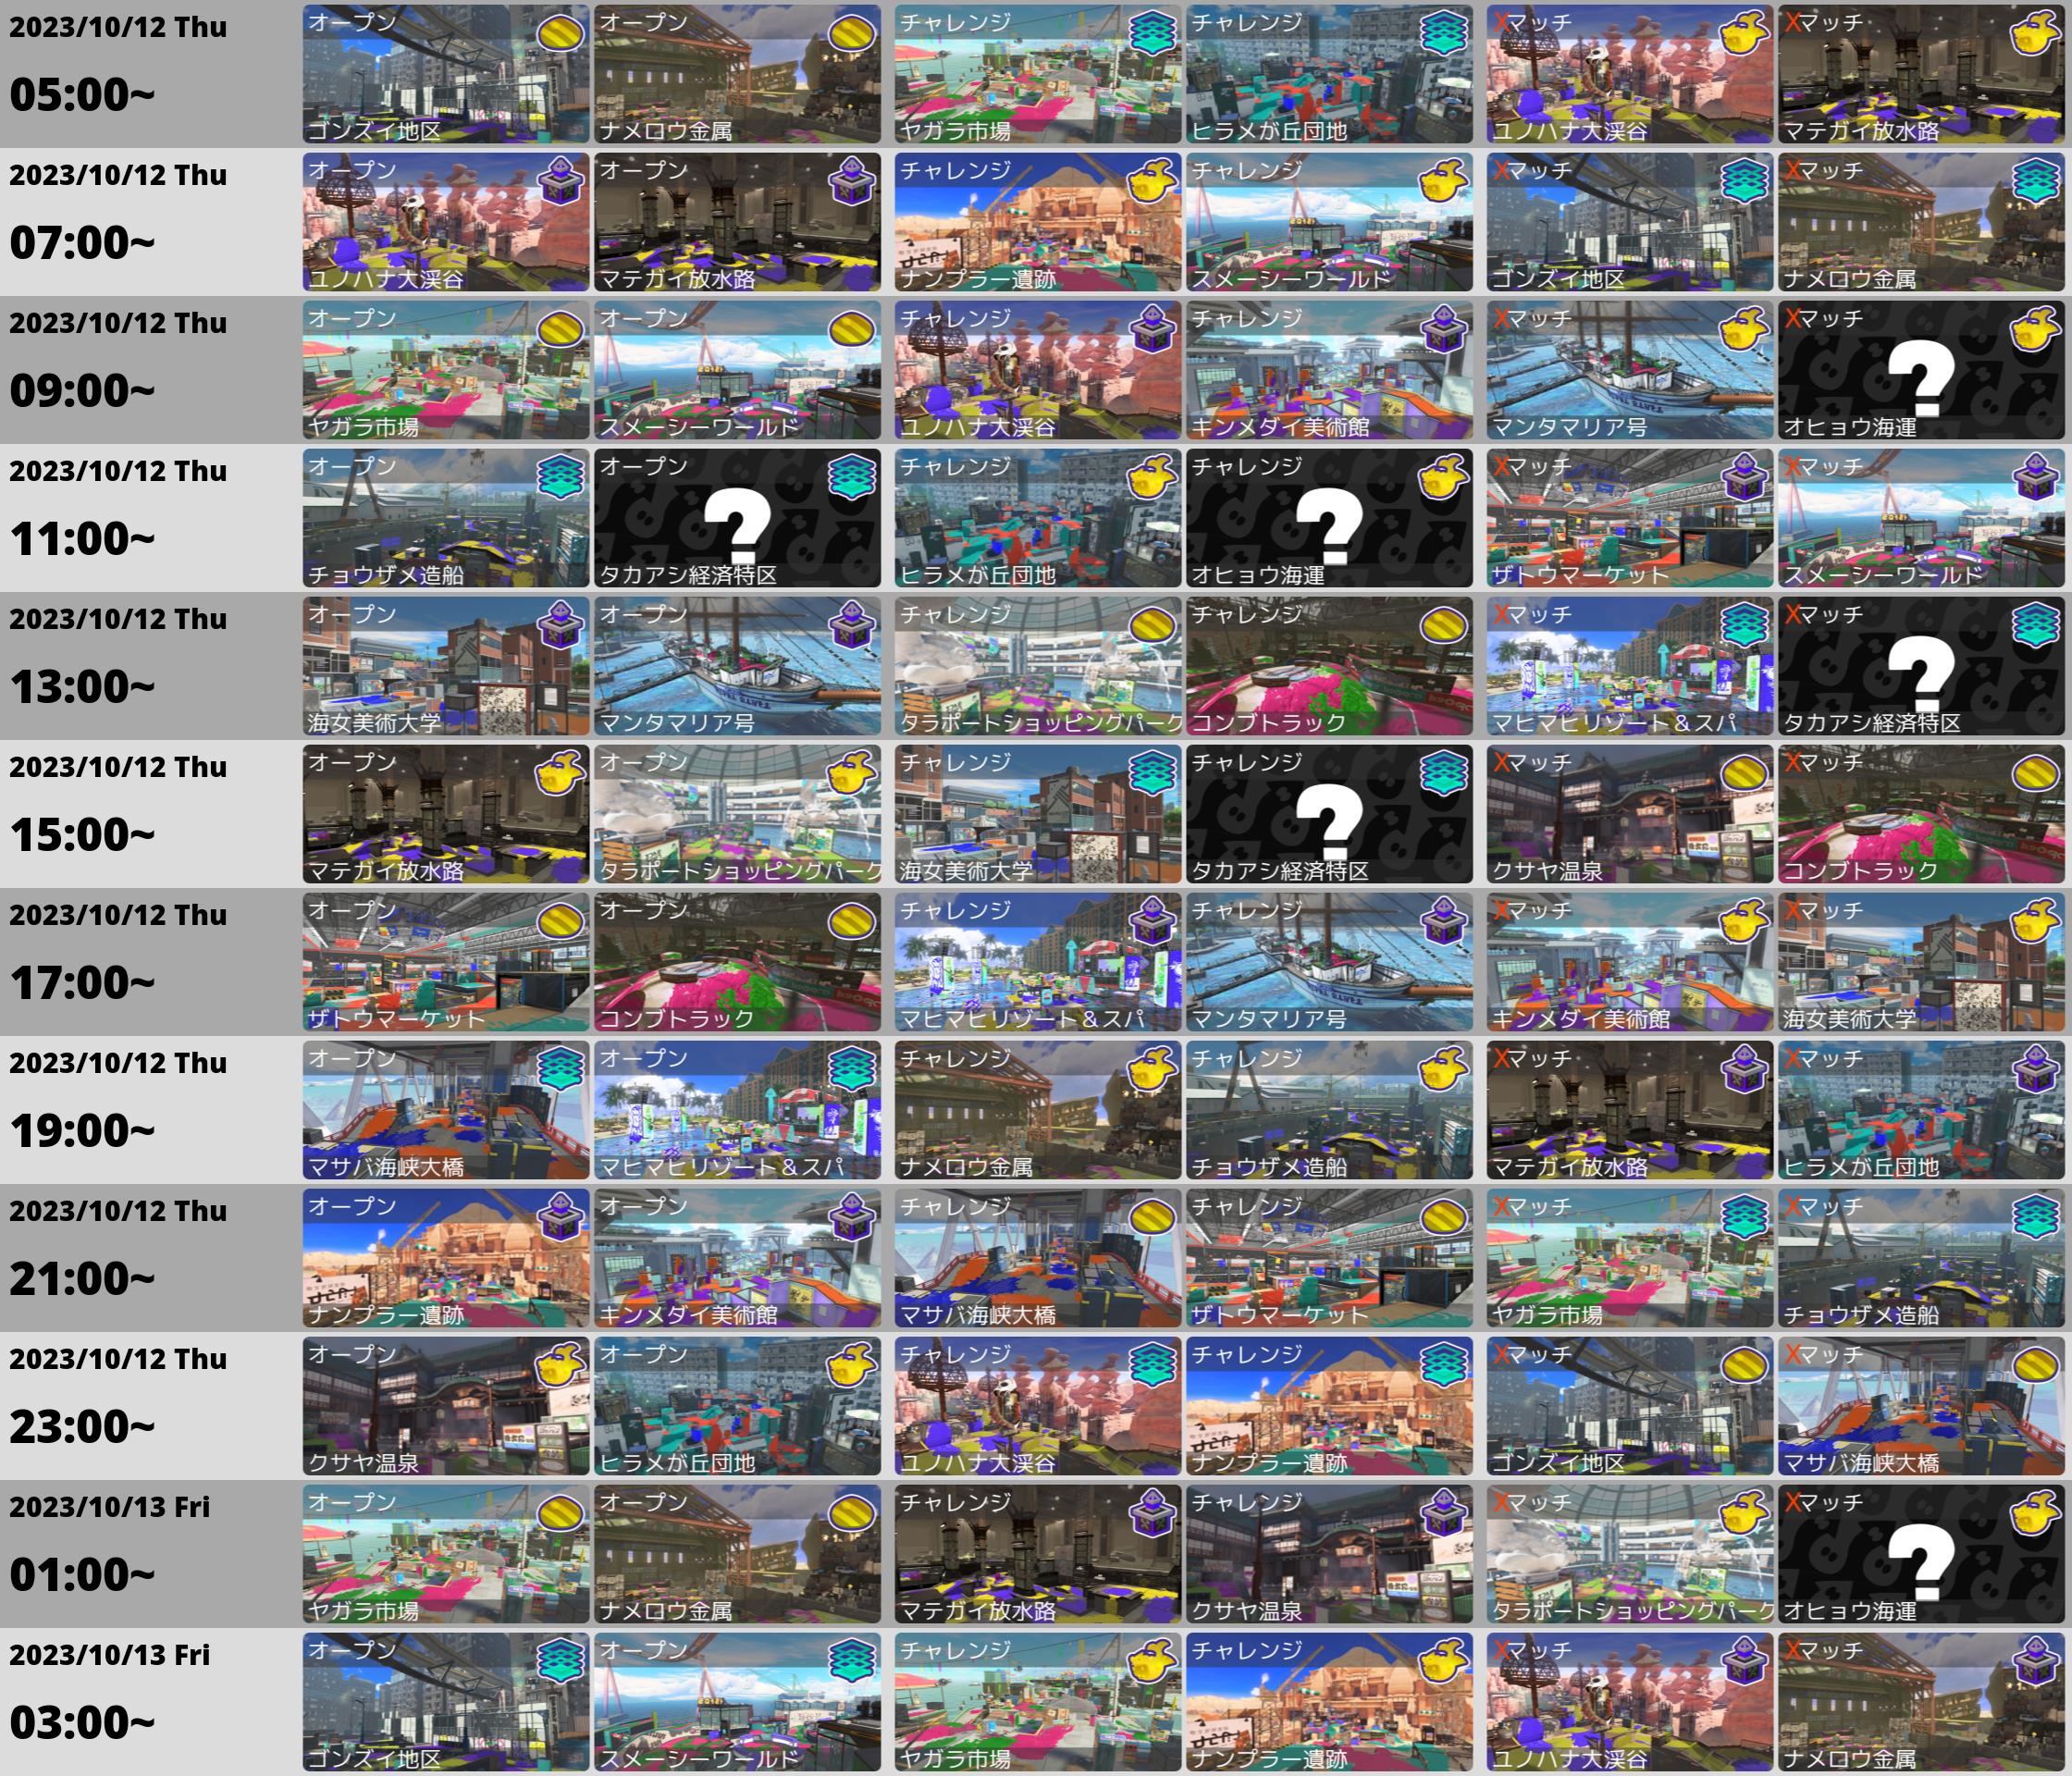 2023/10/12 Thu
05:00~
オープン
ゴンズイ地区
オープン
ナメロウ金属
チャレンジ
ヤガラ市場
チャレンジ
ヒラメが丘団地
Xマッチ
ユノハナ大渓谷
Xマッチ
マテガイ放水路
2023/10/12 Thu
07:00~
オープン
ユノハナ大渓谷
オープン
マテガイ放水路
チャレンジ
ナンプラー遺跡
チャレンジ
スメーシーワールド
Xマッチ
ゴンズイ地区
Xマッチ
ナメロウ金属
2023/10/12 Thu
09:00~
オープン
ヤガラ市場
オープン
スメーシーワールド
チャレンジ
ユノハナ大渓谷
チャレンジ
キンメダイ美術館
Xマッチ
マンタマリア号
Xマッチ
?
オヒョウ海運
2023/10/12 Thu
11:00~
オープン
チョウザメ造船
オープン
?
タカアシ経済特区
チャレンジ
ヒラメが丘団地
チャレンジ
?
オヒョウ海運
Xマッチ
ザトウマーケット
Xマッチ
スメーシーワールド
2023/10/12 Thu
13:00~
オープン
海女美術大学
オープン
マンタマリア号
チャレンジ
タラポートショッピングパーク
チャレンジ
コンブトラック
Xマッチ
マヒマヒリゾート&スパ
Xマッチ
?
タカアシ経済特区
2023/10/12 Thu
15:00~
オープン
マテガイ放水路
オープン
タラポートショッピングパーク
チャレンジ
海女美術大学
チャレンジ
?
タカアシ経済特区
Xマッチ
クサヤ温泉
Xマッチ
コンブトラック
2023/10/12 Thu
17:00~
オープン
ザトウマーケット
オープン
コンブトラック
チャレンジ
マヒマヒリゾート&スパ
チャレンジ
マンタマリア号
Xマッチ
キンメダイ美術館
Xマッチ
海女美術大学
2023/10/12 Thu
19:00~
オープン
マサバ海峡大橋
オープン
マヒマヒリゾート&スパ
チャレンジ
ナメロウ金属
チャレンジ
チョウザメ造船
Xマッチ
マテガイ放水路
Xマッチ
ヒラメが丘団地
2023/10/12 Thu
21:00~
オープン
ナンプラー遺跡
オープン
キンメダイ美術館
チャレンジ
マサバ海峡大橋
チャレンジ
ザトウマーケット
Xマッチ
ヤガラ市場
Xマッチ
チョウザメ造船
2023/10/12 Thu
23:00~
オープン
クサヤ温泉
オープン
ヒラメが丘団地
チャレンジ
ユノハナ大渓谷
チャレンジ
ナンプラー遺跡
Xマッチ
ゴンズイ地区
Xマッチ
マサバ海峡大橋
2023/10/13 Fri
01:00~
オープン
ヤガラ市場
オープン
ナメロウ金属
チャレンジ
マテガイ放水路
チャレンジ
クサヤ温泉
Xマッチ
タラポートショッピングパーク
Xマッチ
?
オヒョウ海運
2023/10/13 Fri
03:00~
オープン
ゴンズイ地区
オープン
スメーシーワールド
チャレンジ
ヤガラ市場
チャレンジ
ナンプラー遺跡
Xマッチ
ユノハナ大渓谷
Xマッチ
ナメロウ金属